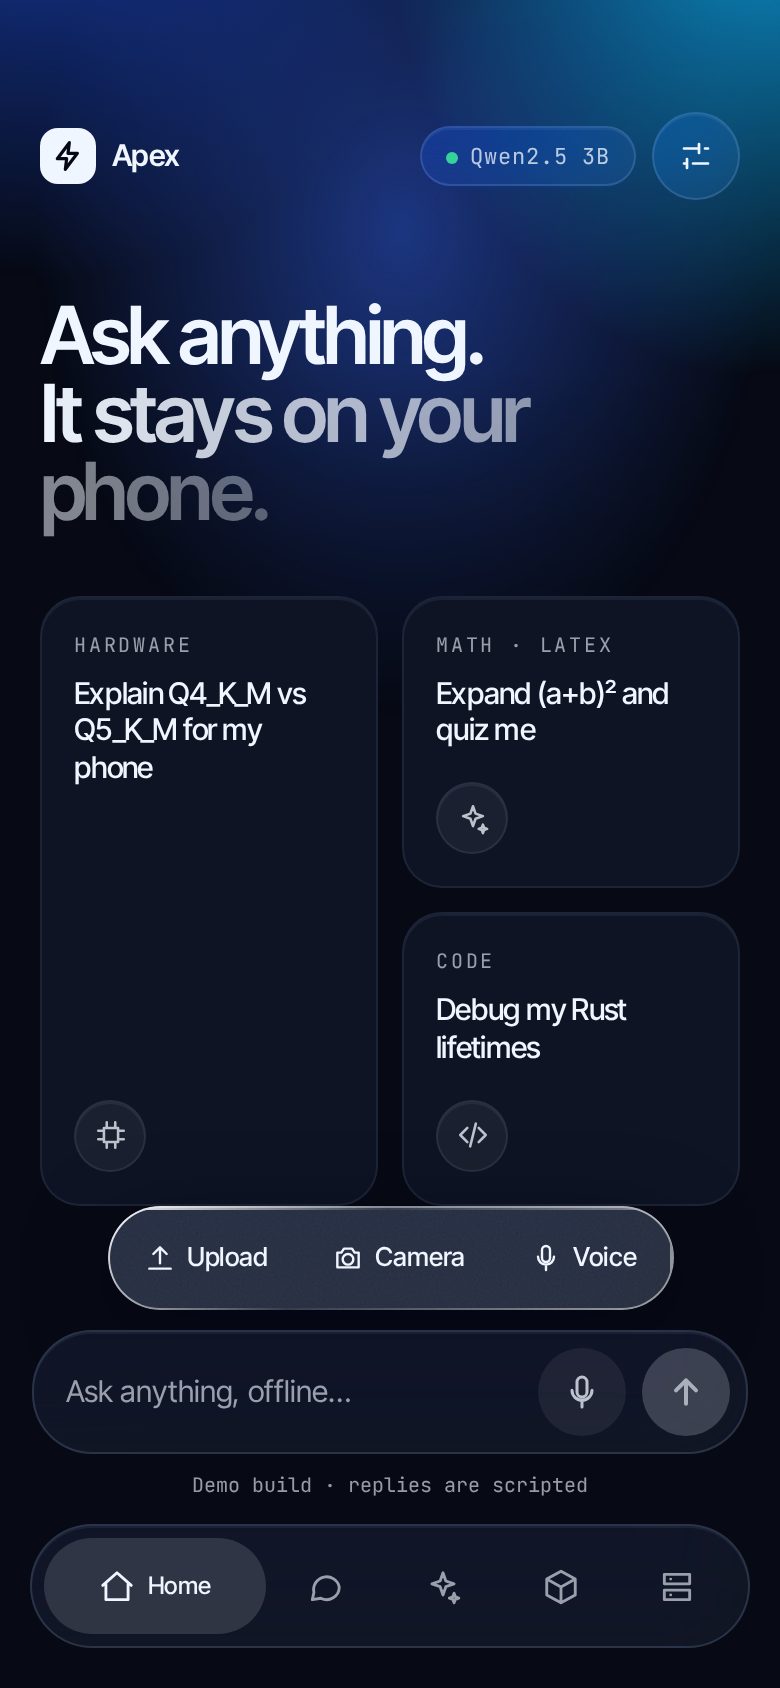 Apex
Qwen2.5 3B
Ask anything.
It stays on your
phone.
HARDWARE
Explain Q4_K_M vs
Q5_K_M for my
phone
MATH · LATEX
Expand (a+b)² and
quiz me
CODE
Debug my Rust
lifetimes
Upload
Camera
Voice
Ask anything, offline...
Demo build · replies are scripted
Home